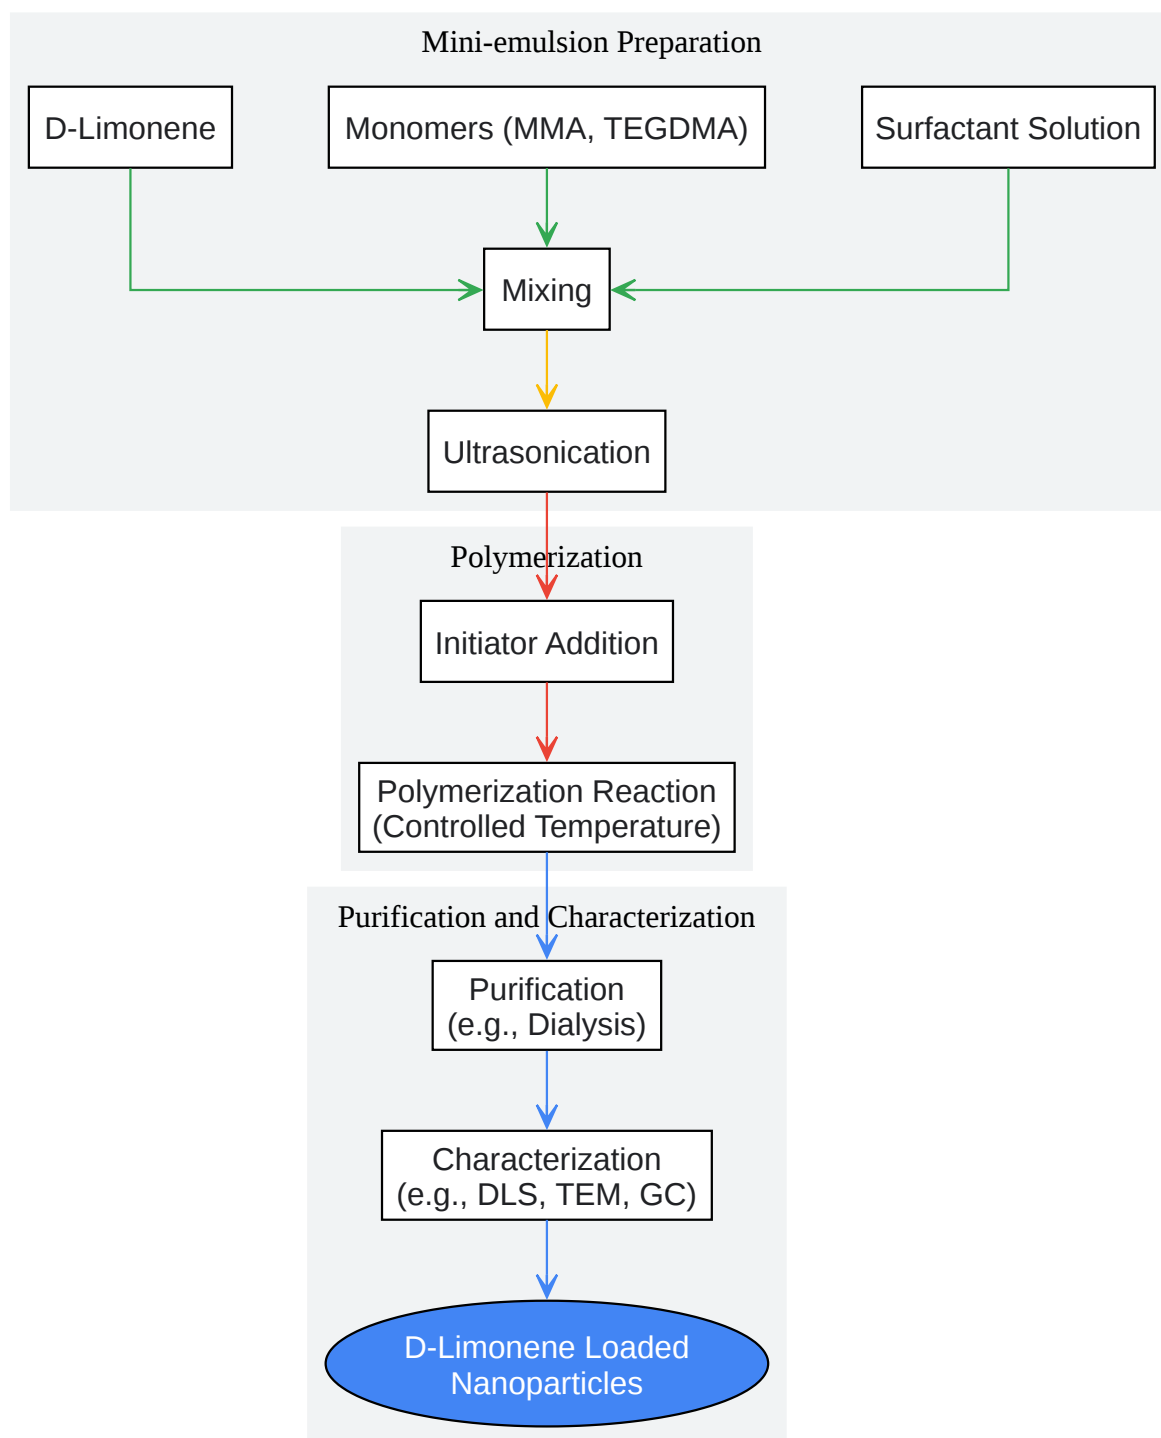 Mini-emulsion Preparation
D-Limonene
Monomers (MMA, TEGDMA)
Surfactant Solution
Mixing
Ultrasonication
Polymerization
Initiator Addition
Polymerization Reaction
(Controlled Temperature)
Purification and Characterization
Purification
(e.g., Dialysis)
Characterization
(e.g., DLS, TEM, GC)
D-Limonene Loaded
Nanoparticles